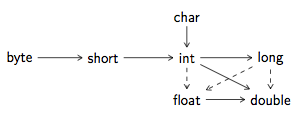 char
byte short int long
float double